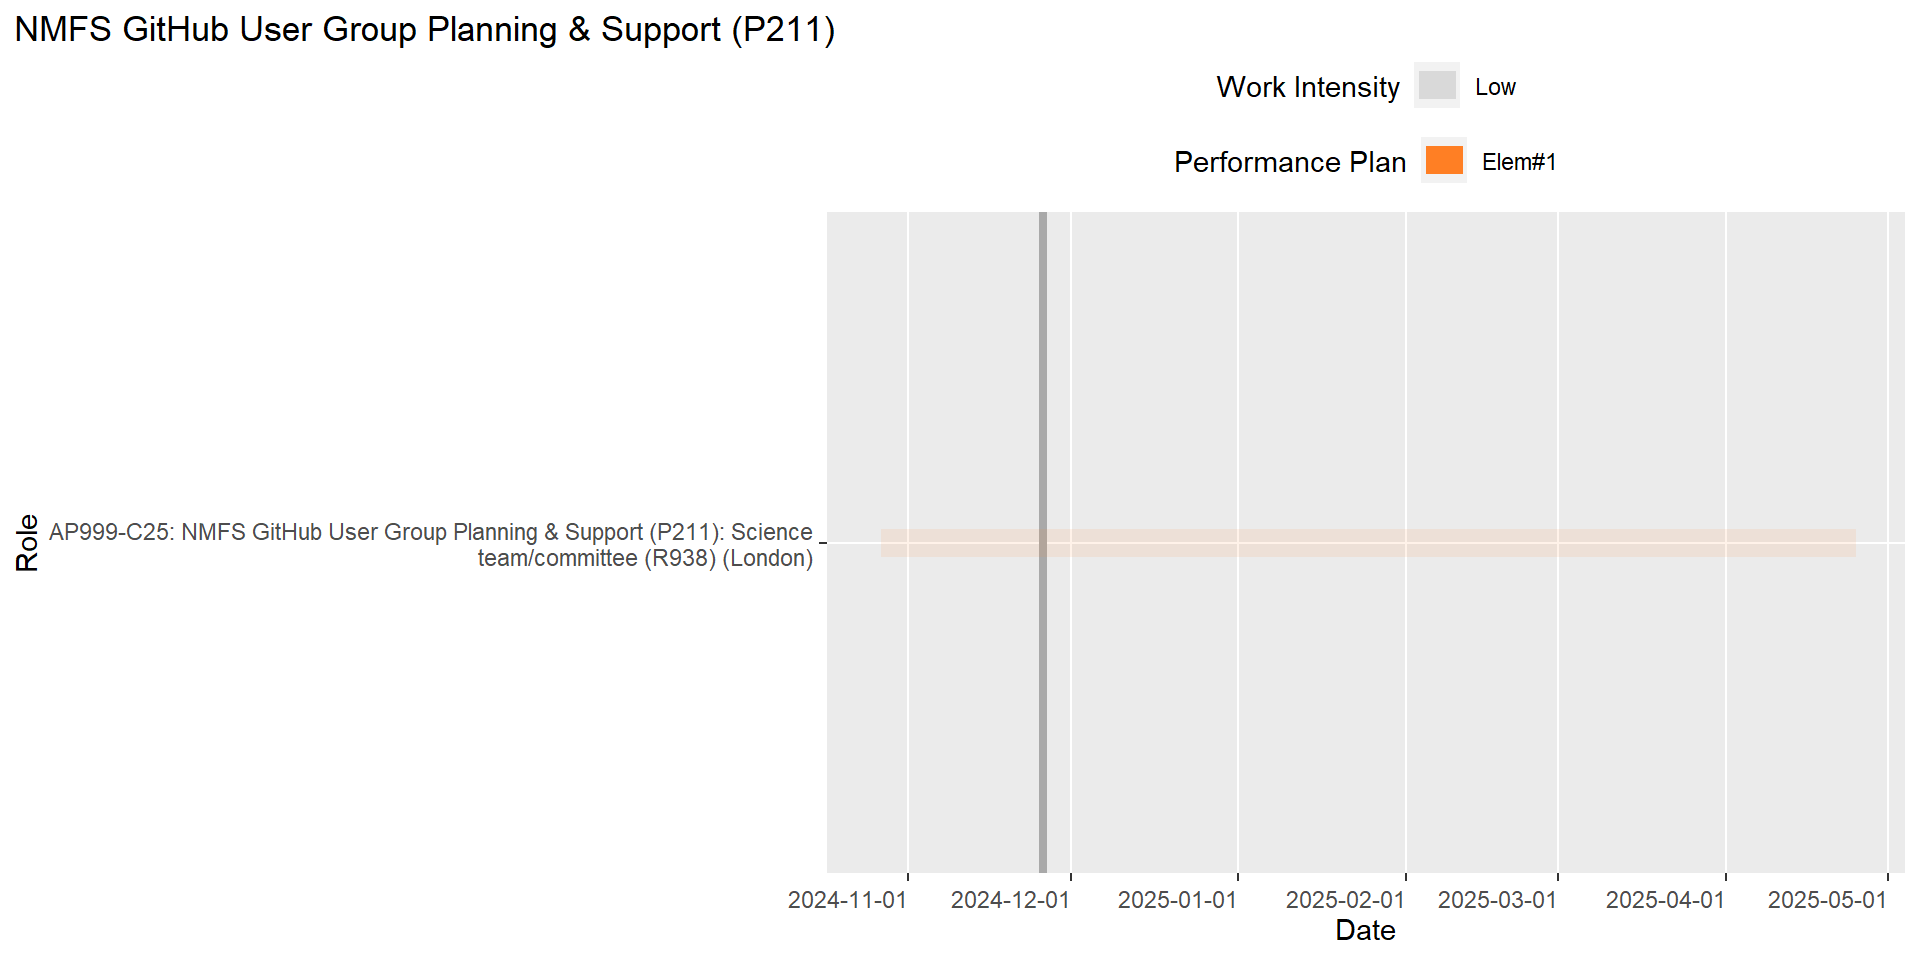 NMFS GitHub User Group Planning & Support (P211)
Work Intensity Low
Performance Plan Elem#1
Role
AP999-C25: NMFS GitHub User Group Planning & Support (P211): Science
team/committee (R938) (London)
2024-11-01 2024-12-01 2025-01-01 2025-02-01 2025-03-01 2025-04-01 2025-05-01
Date